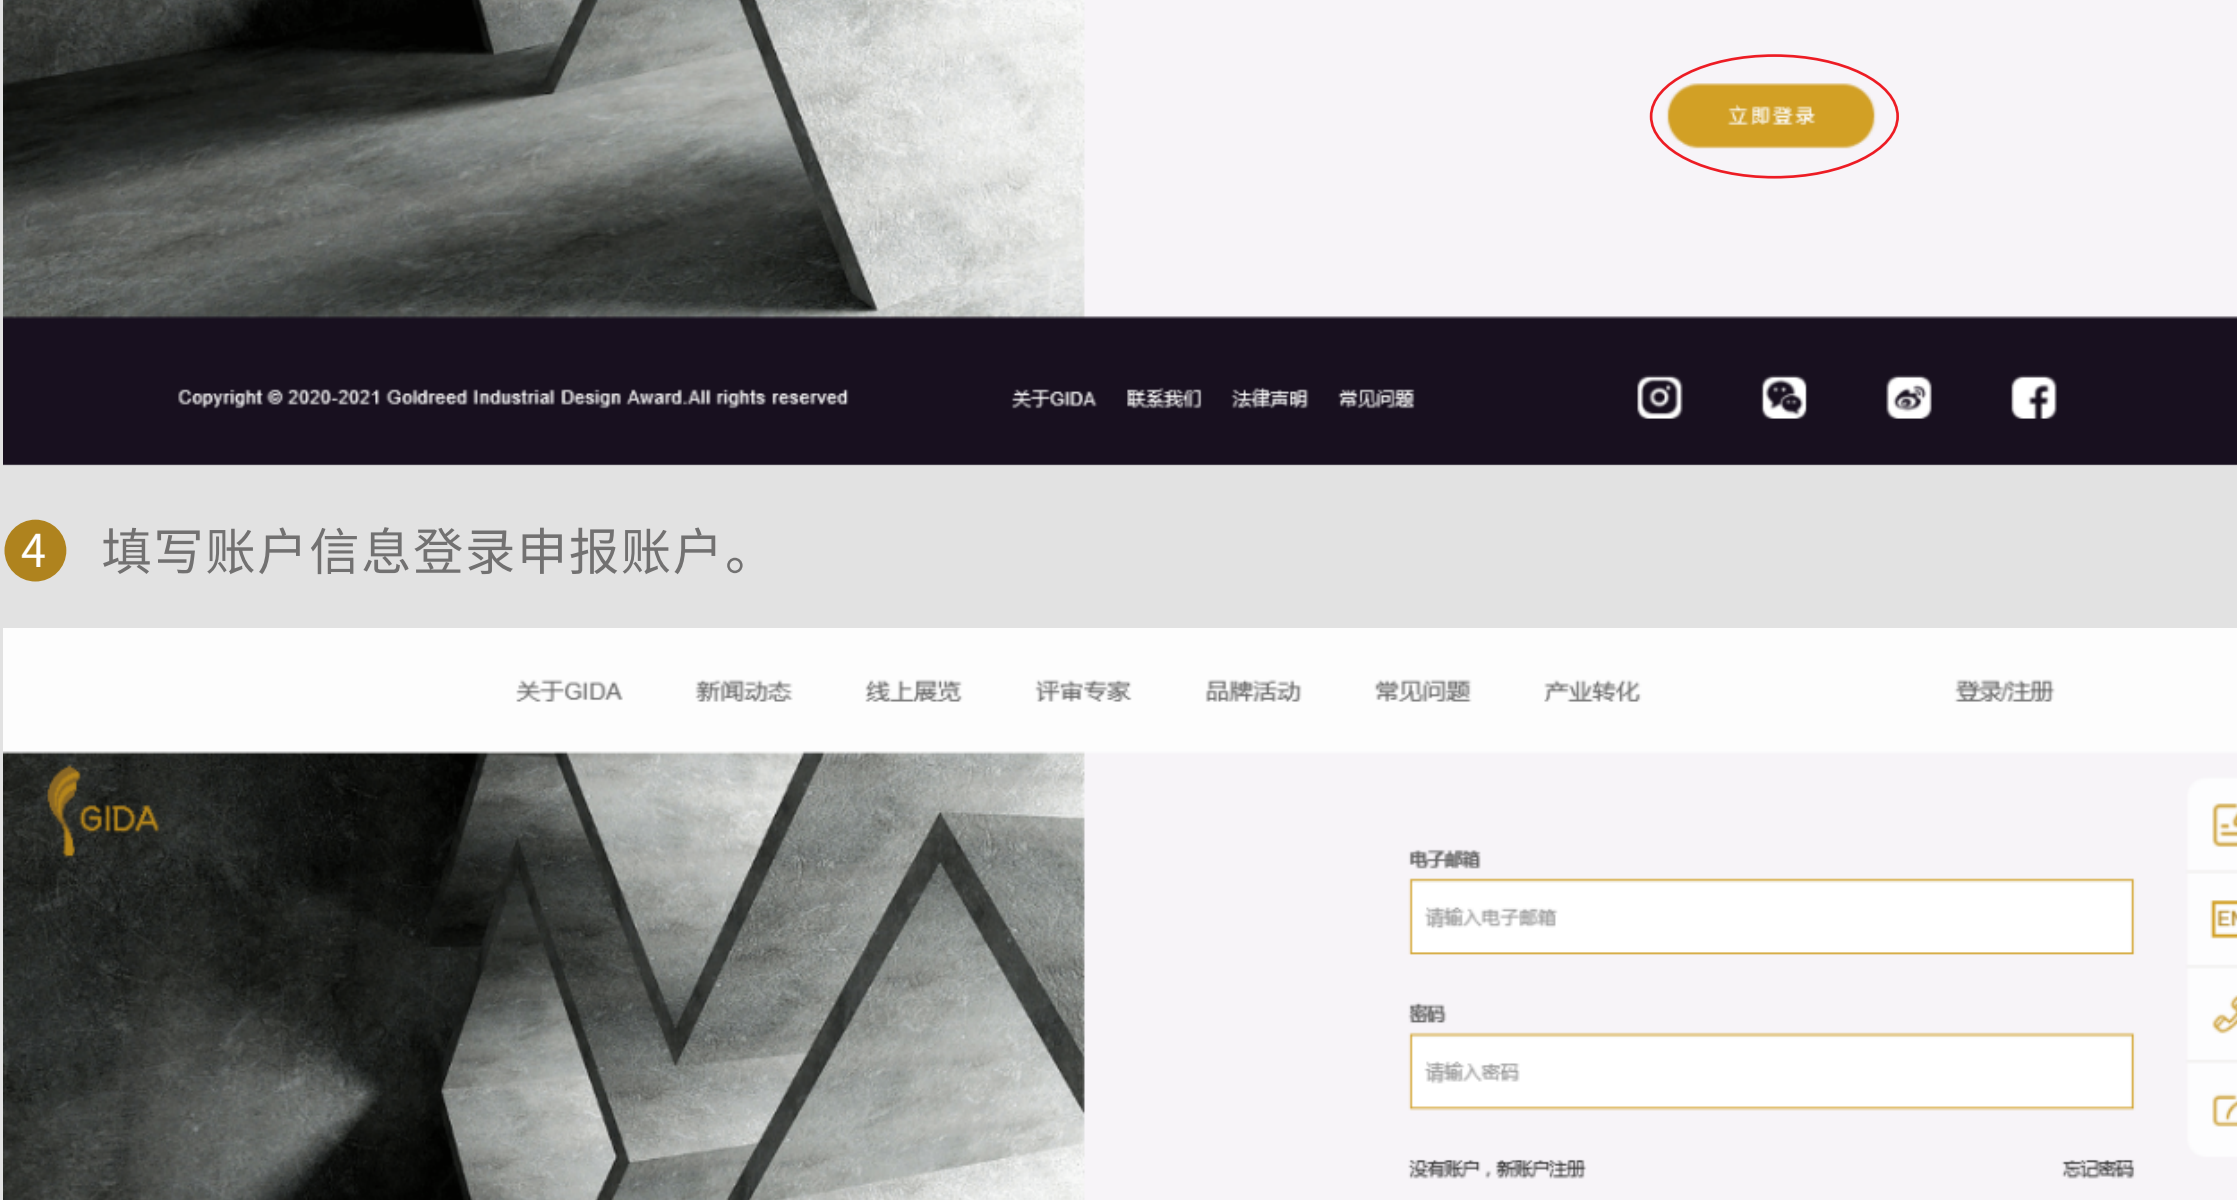 立即登录
Copyright © 2020-2021 Goldreed Industrial Design Award.All rights reserved 关于GIDA 联系我们 法律声明 常见问题
4 填写账户信息登录申报账户。
关于GIDA 新闻动态 线上展览 评审专家 品牌活动 常见问题 产业转化 登录/注册
GIDA
电子邮箱
请输入电子邮箱
密码
请输入密码
没有账户，新账户注册 忘记密码